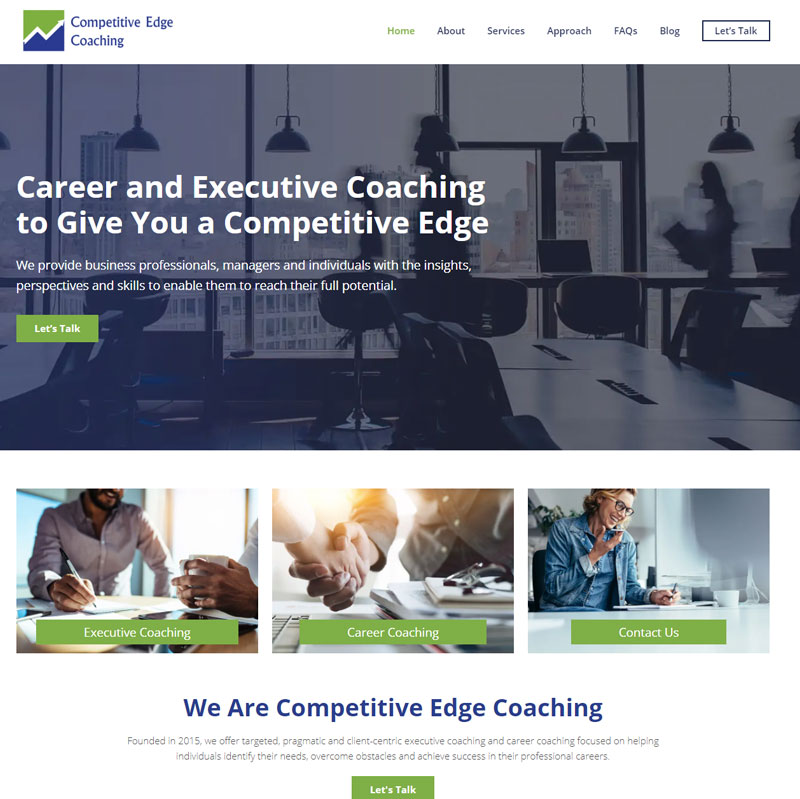 Competitive Edge
Coaching
Home About Services Approach FAQs Blog Let's Talk
Career and Executive Coaching
to Give You a Competitive Edge
We provide business professionals, managers and individuals with the insights,
perspectives and skills to enable them to reach their full potential.
Let's Talk
Executive Coaching
Career Coaching
Contact Us
We Are Competitive Edge Coaching
Founded in 2015, we offer targeted, pragmatic and client-centric executive coaching and career coaching focused on helping
individuals identify their needs, overcome obstacles and achieve success in their professional careers.
Let's Talk